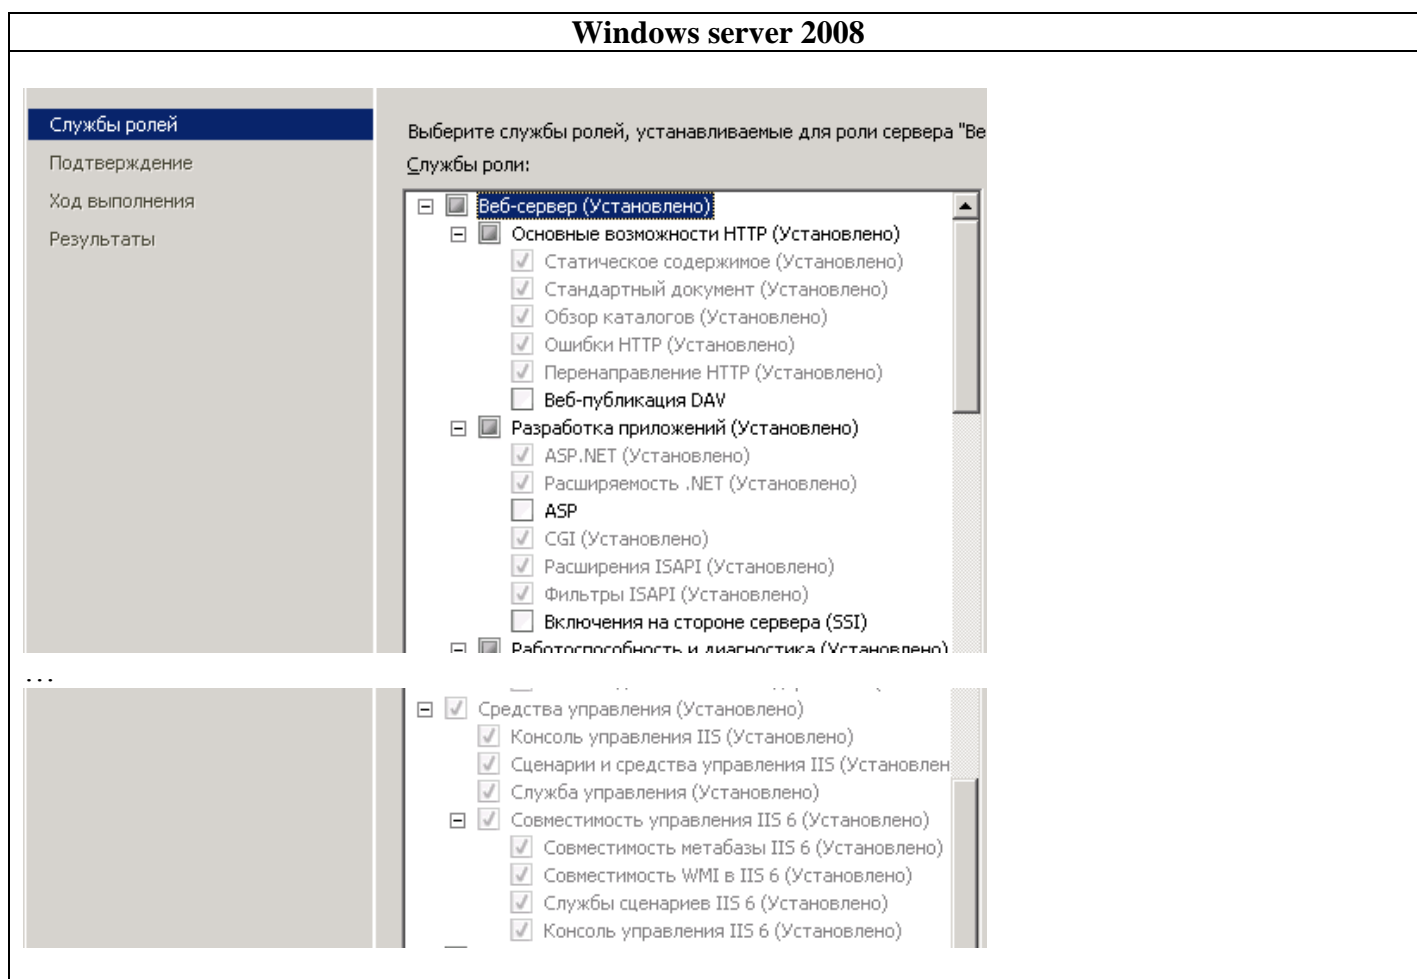 Windows server 2008
Службы ролей
Подтверждение
Ход выполнения
Результаты
Выберите службы ролей, устанавливаемые для роли сервера "Ве
Службы роли:
Веб-сервер (Установлено)
Основные возможности HTTP (Установлено)
Статическое содержимое (Установлено)
Стандартный документ (Установлено)
Обзор каталогов (Установлено)
Ошибки HTTP (Установлено)
Перенаправление HTTP (Установлено)
Веб-публикация DAV
Разработка приложений (Установлено)
ASP.NET (Установлено)
Расширяемость .NET (Установлено)
ASP
CGI (Установлено)
Расширения ISAPI (Установлено)
Фильтры ISAPI (Установлено)
Включения на стороне сервера (SSI)
Работоспособность и диагностика (Установлено)
...
Средства управления (Установлено)
Консоль управления IIS (Установлено)
Сценарии и средства управления IIS (Установлен
Служба управления (Установлено)
Совместимость управления IIS 6 (Установлено)
Совместимость метабазы IIS 6 (Установлено)
Совместимость WMI в IIS 6 (Установлено)
Службы сценариев IIS 6 (Установлено)
Консоль управления IIS 6 (Установлено)